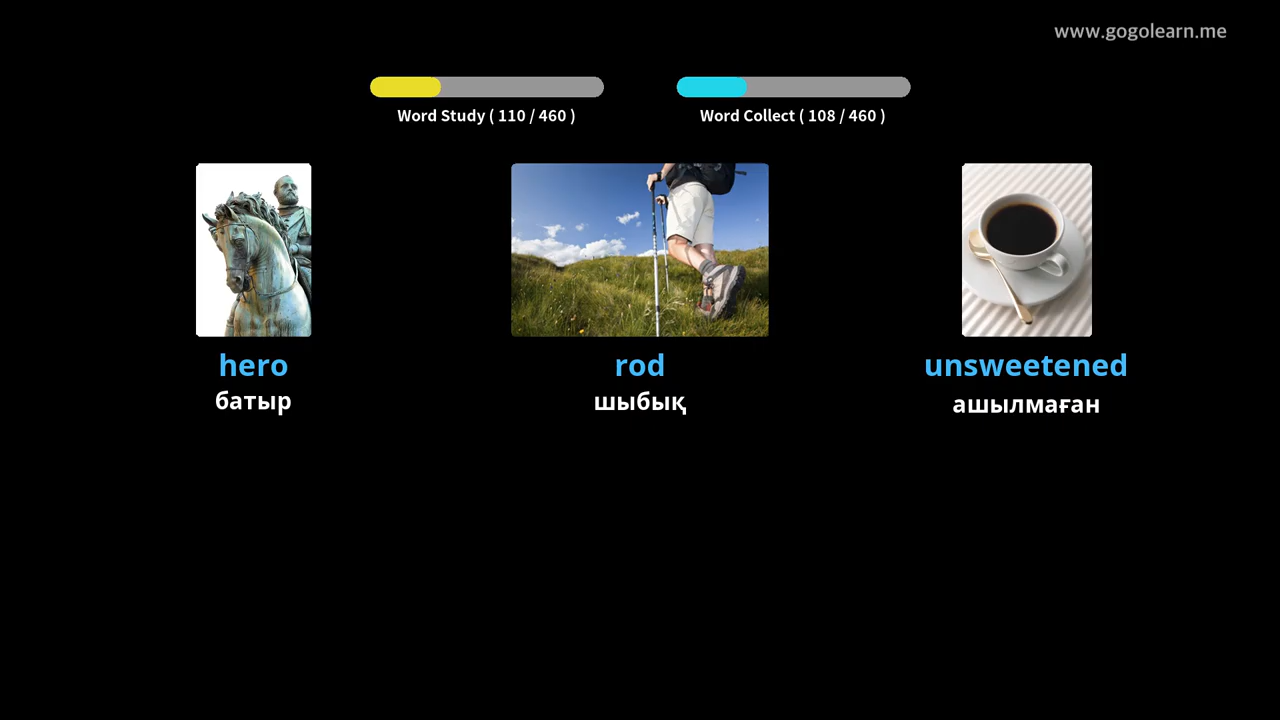 www.gogolearn.me
Word Study ( 110 / 460 )
Word Collect ( 108 / 460 )
hero
батыр
rod
шыбық
unsweetened
ашылмаған